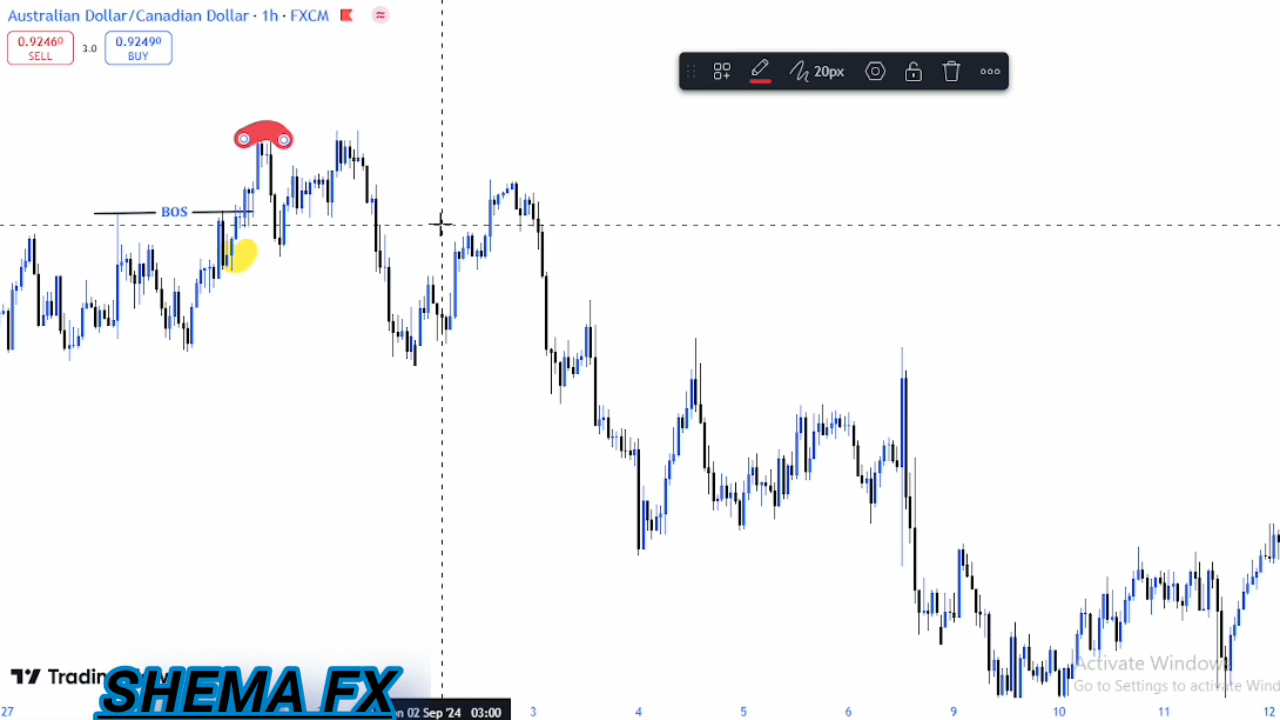 Australian Dollar/Canadian Dollar · 1h · FXCM
0.92460
SELL
3.0
0.92490
BUY
20px
BOS
Activate Windows
Go to Settings to activate Wind
SHEMA FX
27
02 Sep '24 03:00
3
4
5
6
9
10
11
12